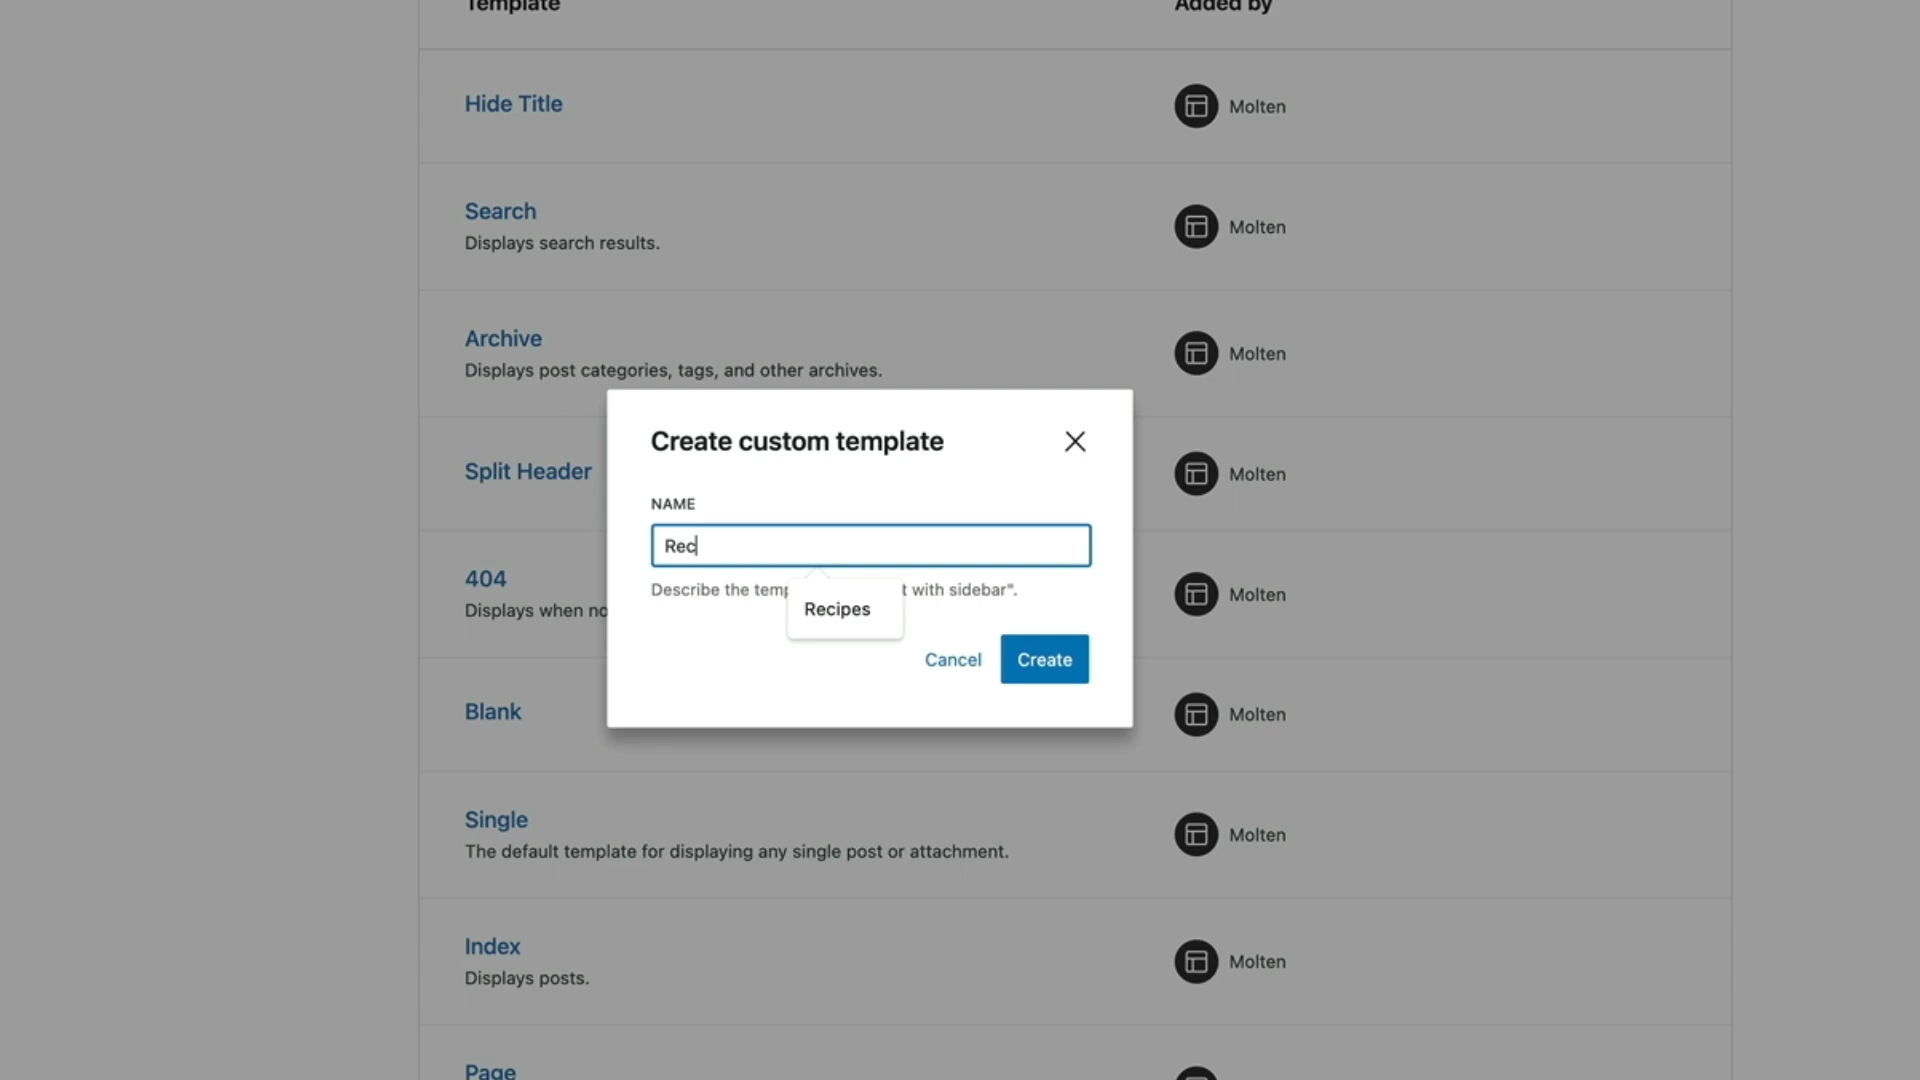 Template Added by
Hide Title Molten
Search Molten
Displays search results.
Archive Molten
Displays post categories, tags, and other archives.
Create custom template
Split Header Molten
NAME
Rec
404 Molten
Describe the temp t with sidebar".
Displays when no
Recipes
Cancel Create
Blank Molten
Single Molten
The default template for displaying any single post or attachment.
Index Molten
Displays posts.
Page